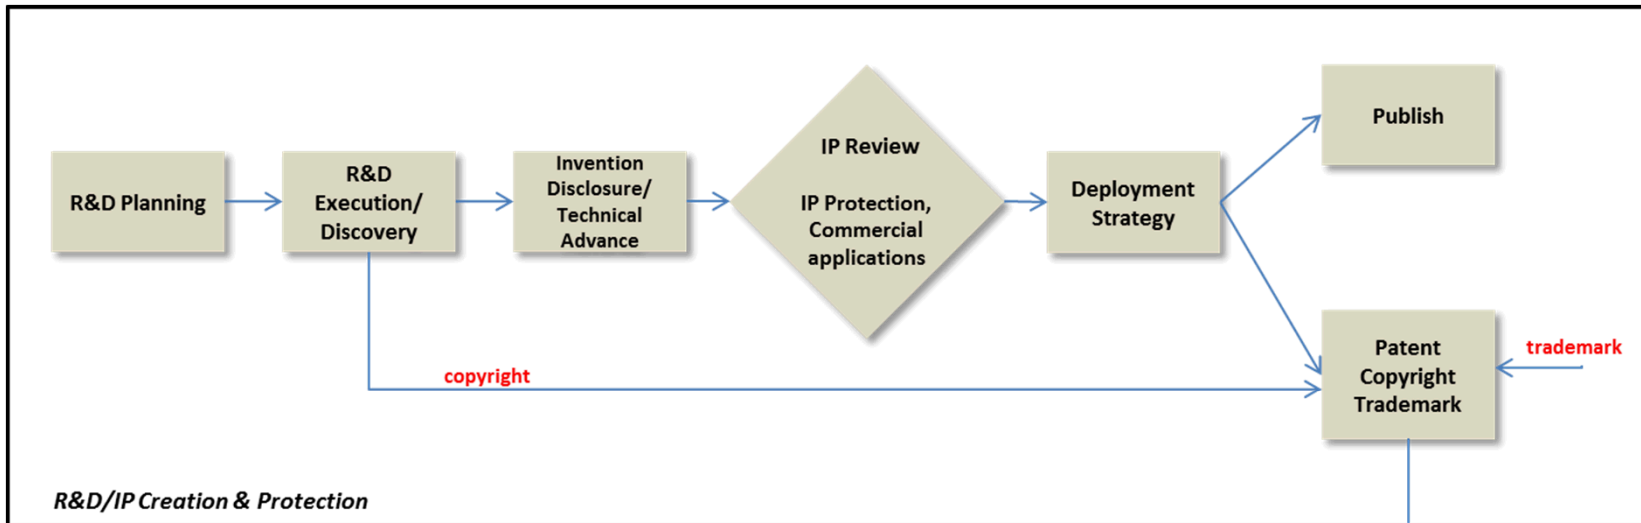 R&D Planning
R&D
Execution/
Discovery
Invention
Disclosure/
Technical
Advance
IP Review
IP Protection,
Commercial
applications
Deployment
Strategy
Publish
Patent
Copyright
Trademark
trademark
copyright
R&D/IP Creation & Protection